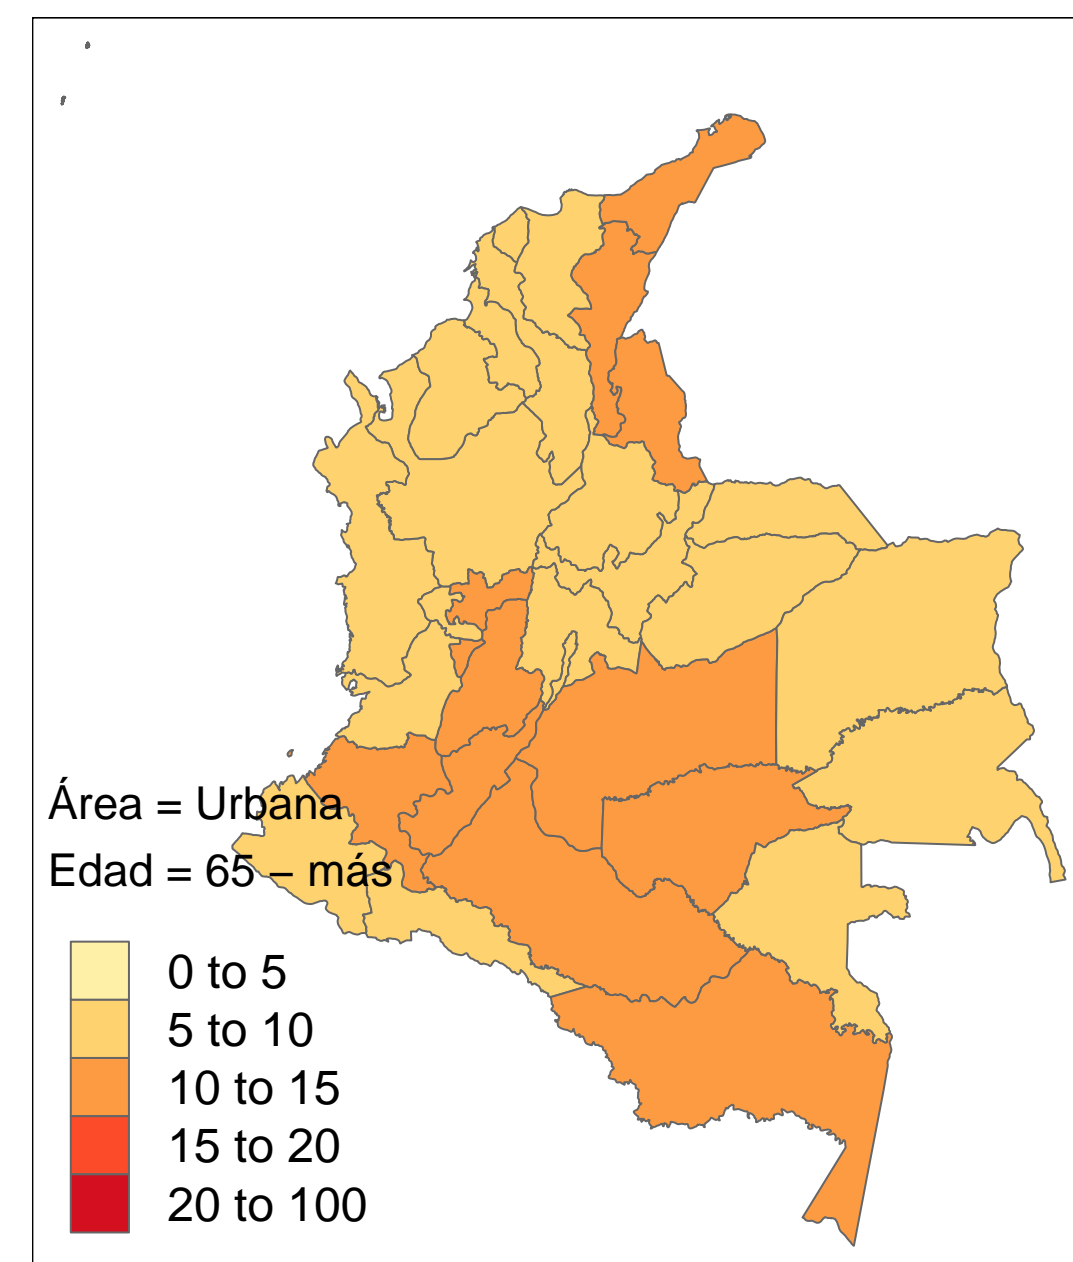 Área = Urbana
Edad = 65 – más
0 to 5
5 to 10
10 to 15
15 to 20
20 to 100